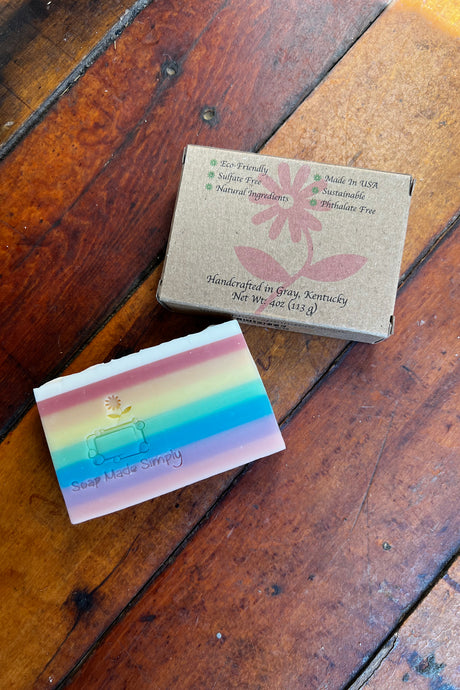 Eco-Friendly
Sulfate Free
Natural Ingredients
Made In USA
Sustainable
Phthalate Free
Handcrafted in Gray, Kentucky
Net Wt. 4oz (113 g)
Soap Made Simply